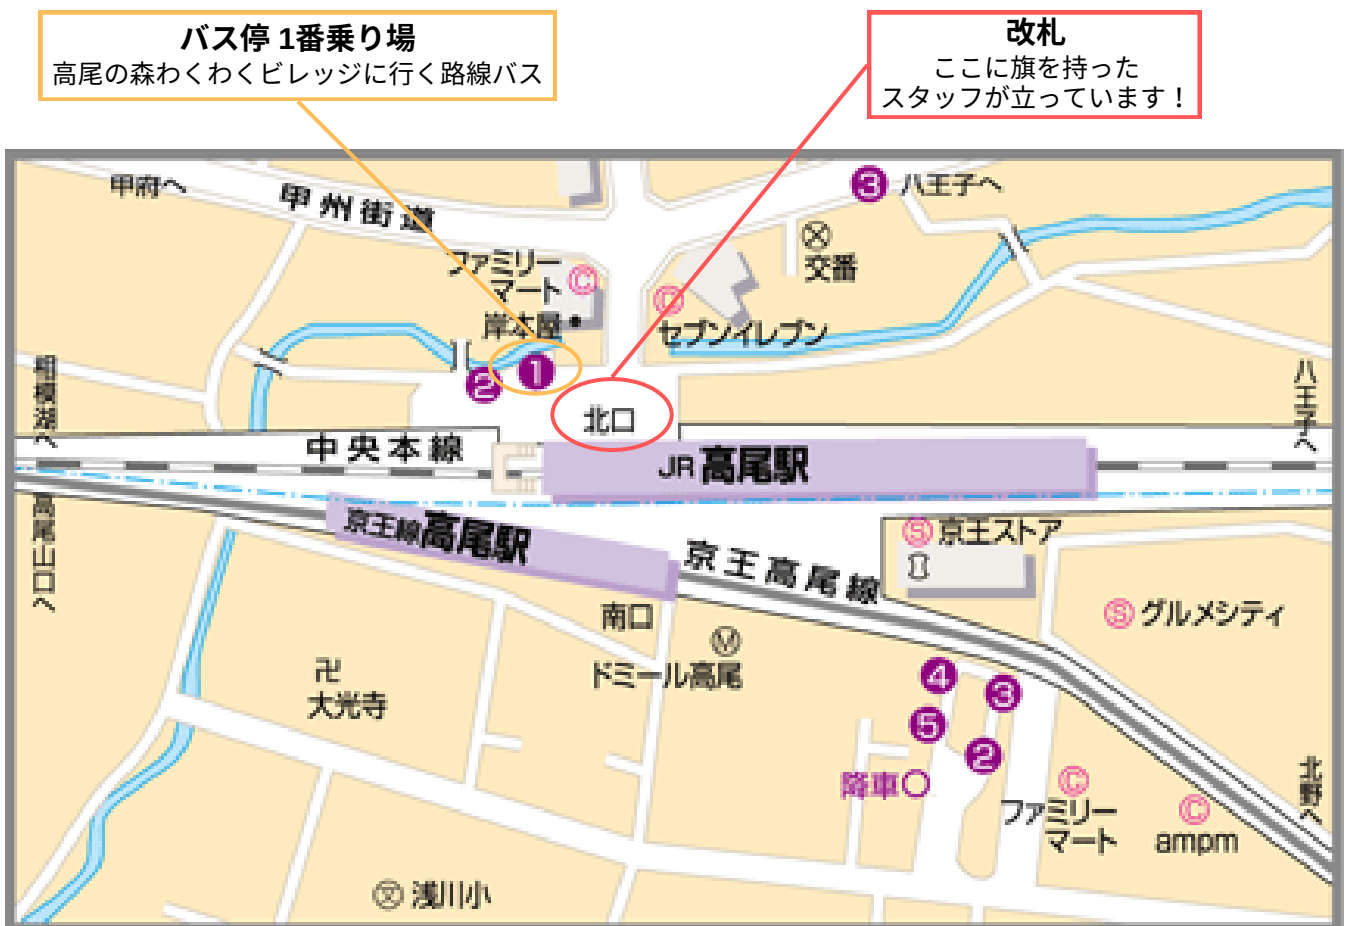 バス停 1番乗り場
高尾の森わくわくビレッジに行く路線バス
改札
ここに旗を持った
スタッフが立っています！
甲府へ
甲州街道
3
八王子へ
交番
ファミリー
マート
C
C
岸本屋
セブンイレブン
1
2
相模湖へ
北口
八王子へ
中央本線
JR高尾駅
高尾山口へ
京王線高尾駅
京王高尾線
S
京王ストア
南口
M
ドミール高尾
S
グルメシティ
卍
大光寺
4
3
5
2
降車
C
ファミリー
マート
C
ampm
北野へ
文
浅川小